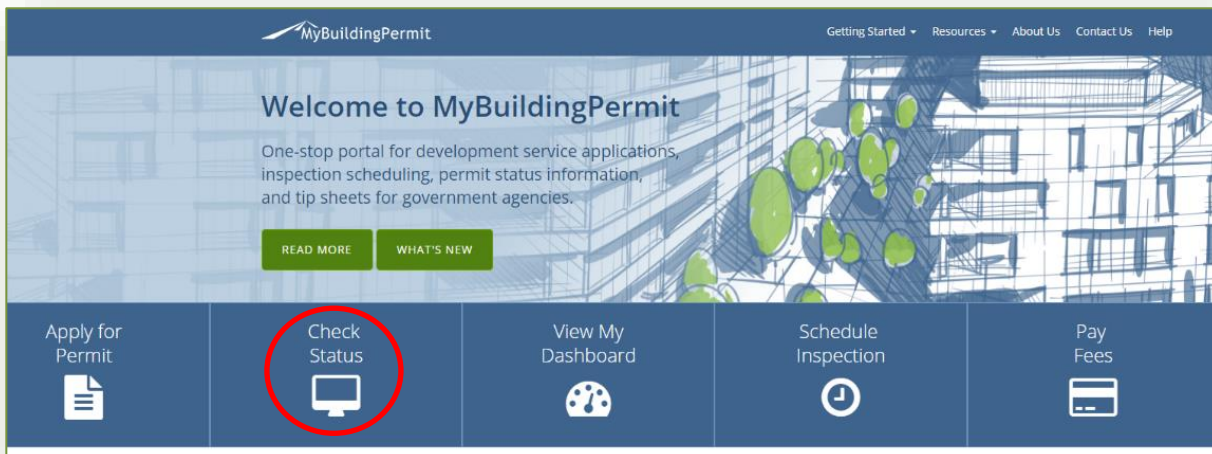 MyBuildingPermit
Getting Started Resources About Us Contact Us Help
Welcome to MyBuildingPermit
One-stop portal for development service applications,
inspection scheduling, permit status information,
and tip sheets for government agencies.
READ MORE WHAT'S NEW
Apply for
Permit
Check
Status
View My
Dashboard
Schedule
Inspection
Pay
Fees